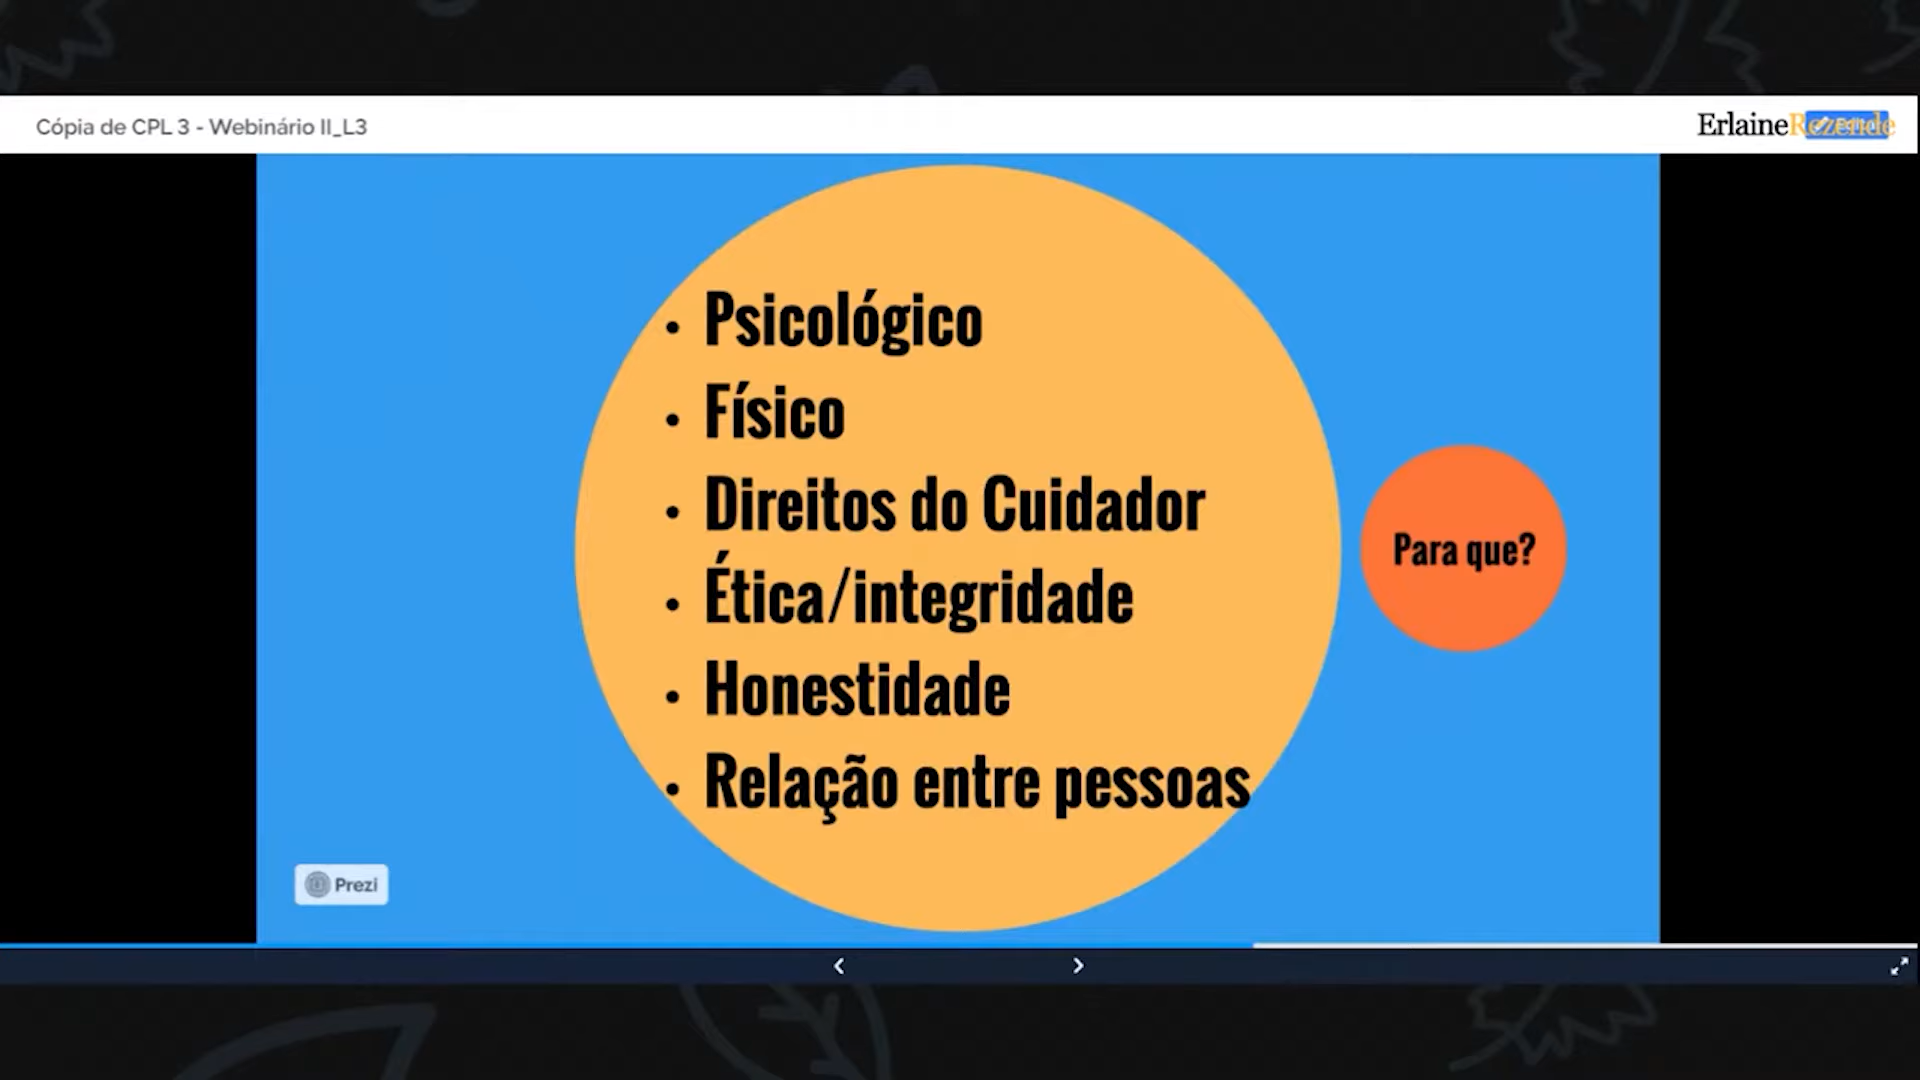 Cópia de CPL 3 - Webinário II_L3
ErlaineRezende
• Psicológico
• Físico
• Direitos do Cuidador
• Ética/integridade
• Honestidade
• Relação entre pessoas
Para que?
Prezi